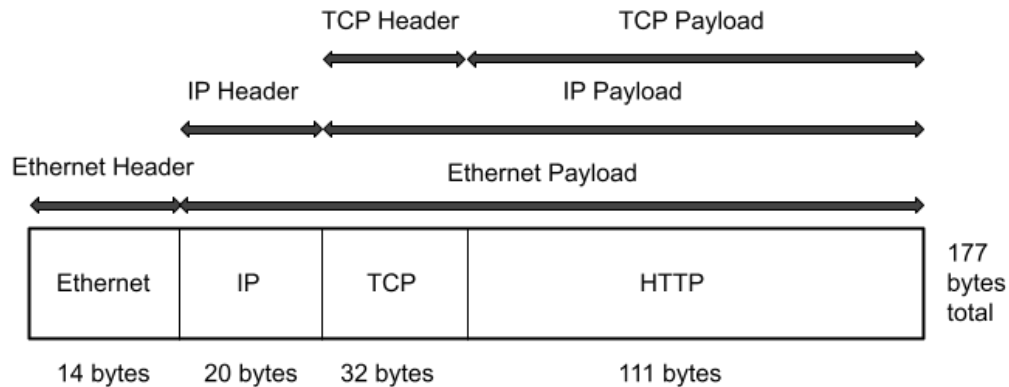 TCP Header TCP Payload
IP Header IP Payload
Ethernet Header Ethernet Payload
Ethernet IP TCP HTTP
177
bytes
total
14 bytes 20 bytes 32 bytes 111 bytes